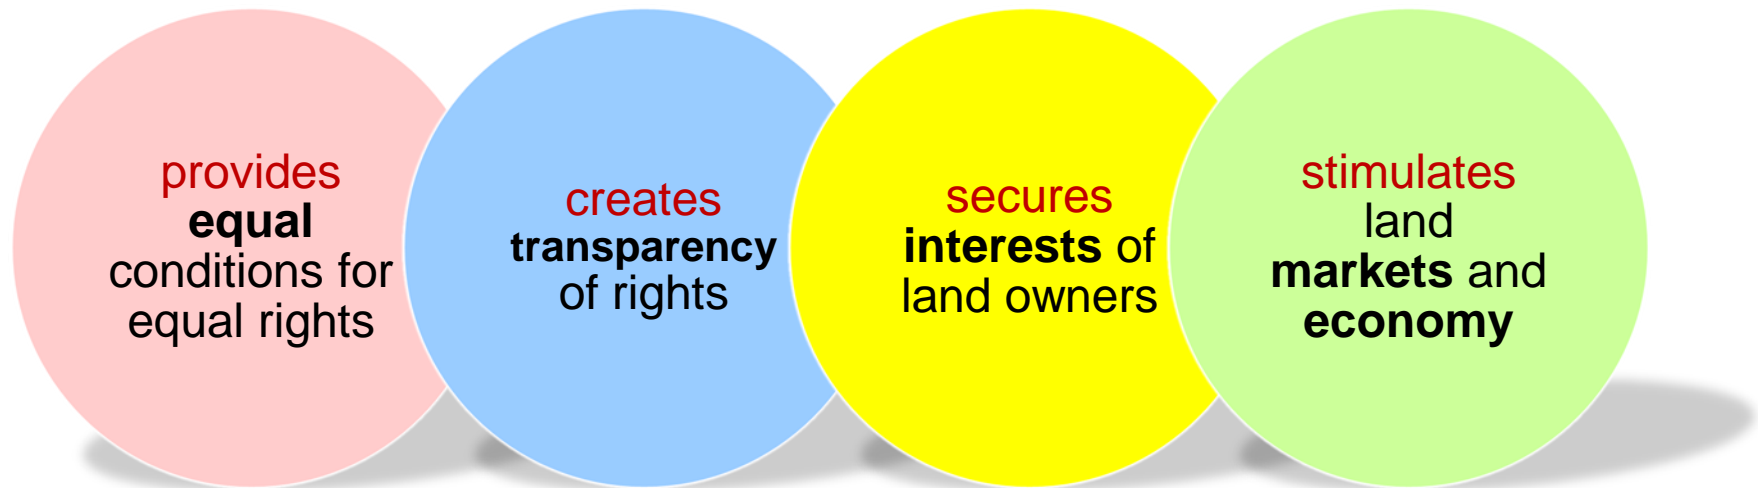 provides
equal
conditions for
equal rights
creates
transparency
of rights
secures
interests of
land owners
stimulates
land
markets and
economy